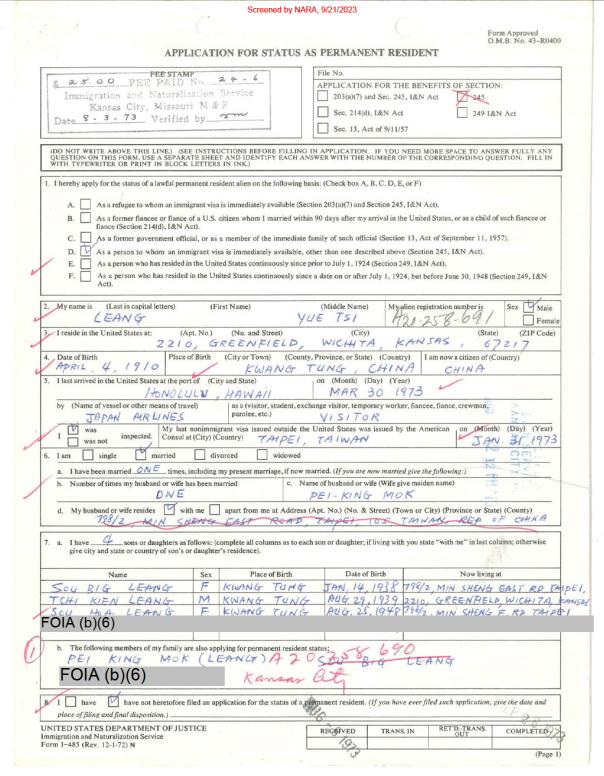 Screened by NARA, 9/21/2023
Form Approved
O.M.B. No. 43-R0400
APPLICATION FOR STATUS AS PERMANENT RESIDENT
FEE STAMP
$ 25.00 FEE PAID No. 24-6
Immigration and Naturalization Service
Kansas City, Missouri M & F
Date 8-3-73 Verified by
File No.
APPLICATION FOR THE BENEFITS OF SECTION:
203(a)(7) and Sec. 245, I&N Act 245
Sec. 214(d), I&N Act 249 I&N Act
Sec. 13, Act of 9/11/57
(DO NOT WRITE ABOVE THIS LINE.) (SEE INSTRUCTIONS BEFORE FILLING IN APPLICATION. IF YOU NEED MORE SPACE TO ANSWER FULLY ANY
QUESTION ON THIS FORM, USE A SEPARATE SHEET AND IDENTIFY EACH ANSWER WITH THE NUMBER OF THE CORRESPONDING QUESTION. FILL IN
WITH TYPEWRITER OR PRINT IN BLOCK LETTERS IN INK.)
1. I hereby apply for the status of a lawful permanent resident alien on the following basis: (Check box A, B, C, D, E, or F)
A. As a refugee to whom an immigrant visa is immediately available (Section 203(a)(7) and Section 245, I&N Act).
B. As a former fiancee or fiance of a U.S. citizen whom I married within 90 days after my arrival in the United States, or as a child of such fiancee or
fiance (Section 214(d), I&N Act).
C. As a former government official, or as a member of the immediate family of such official (Section 13, Act of September 11, 1957).
D. As a person to whom an immigrant visa is immediately available, other than one described above (Section 245, I&N Act).
E. As a person who has resided in the United States continuously since prior to July 1, 1924 (Section 249, I&N Act).
F. As a person who has resided in the United States continuously since a date on or after July 1, 1924, but before June 30, 1948 (Section 249, I&N
Act).
2. My name is (Last in capital letters) (First Name) (Middle Name) My alien registration number is Sex Male
LEANG YUE TSI A20-258-691 Female
3. I reside in the United States at: (Apt. No.) (No. and Street) (City) (State) (ZIP Code)
2210, GREENFIELD, WICHITA, KANSAS, 67217
4. Date of Birth Place of Birth (City or Town) (County, Province, or State) (Country) I am now a citizen of (Country)
APRIL, 4, 1910 KWANG TUNG, CHINA CHINA
5. I last arrived in the United States at the port of (City and State) on (Month) (Day) (Year)
HONOLULU, HAWAII MAR 30 1973
by (Name of vessel or other means of travel) as a (visitor, student, exchange visitor, temporary worker, fiancee, fiance, crewman,
parolee, etc.)
JAPAN AIRLINES VISITOR
I was was not inspected. My last nonimmigrant visa issued outside the United States was issued by the American on (Month) (Day) (Year)
Consul at (City) (Country) TAIPEI, TAIWAN JAN. 31, 1973
6. I am single married divorced widowed
a. I have been married ONE times, including my present marriage, if now married. (If you are now married give the following:)
b. Number of times my husband or wife has been married c. Name of husband or wife (Wife give maiden name)
ONE PEI-KING MOK
d. My husband or wife resides with me apart from me at Address (Apt. No.) (No. & Street) (Town or City) (Province or State) (County)
798/2 MIN SHENG EAST ROAD, TAIPEI, 105 TAIWAN, REP OF CHINA
7. a. I have 4 sons or daughters as follows: (complete all columns as to each son or daughter; if living with you state "with me" in last column; otherwise
give city and state or country of son's or daughter's residence).
Name Sex Place of Birth Date of Birth Now living at
SOU BIG LEANG F KWANG TUNG JAN. 14, 1938 798/2, MIN SHENG EAST RD TAIPEI,
TCHI KIEN LEANG M KWANG TUNG AUG. 29, 1939 2210, GREENFIELD, WICHITA, KANSAS
SOU HOA LEANG F KWANG TUNG AUG. 25, 1948 798/2, MIN SHENG E. RD TAIPEI
FOIA (b)(6)
1
b. The following members of my family are also applying for permanent resident status:
PEI KING MOK (LEANG) A20 258 690 SOU BIG LEANG
FOIA (b)(6) Kansas City
8. I have have not heretofore filed an application for the status of a permanent resident. (If you have ever filed such application, give the date and
place of filing and final disposition.)
UNITED STATES DEPARTMENT OF JUSTICE
Immigration and Naturalization Service
Form I-485 (Rev. 12-1-72) N
RECEIVED TRANS. IN RET'D-TRANS. OUT COMPLETED
(Page 1)